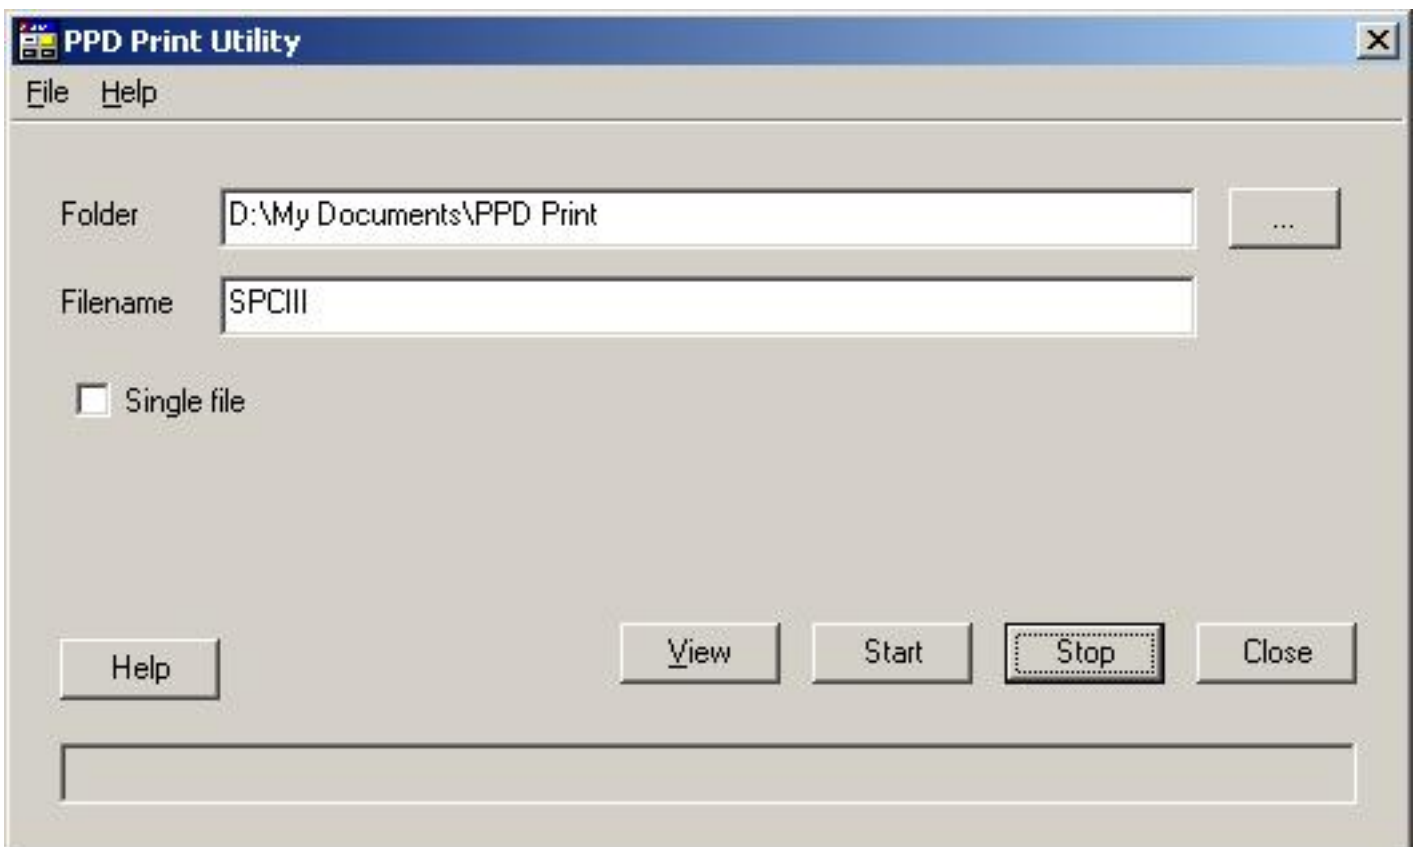 PPD Print Utility
File Help
Folder D:\My Documents\PPD Print ...
Filename SPCIII
Single file
Help View Start Stop Close